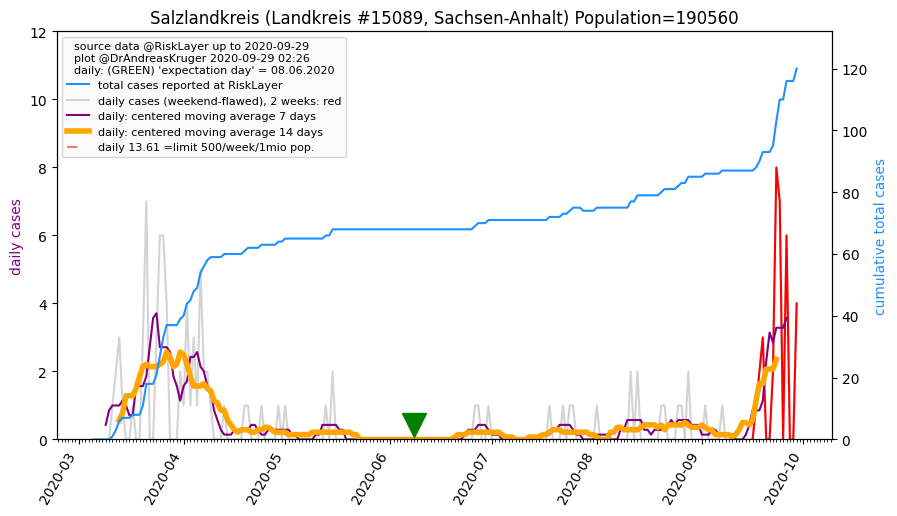 Salzlandkreis (Landkreis #15089, Sachsen-Anhalt) Population=190560
source data @RiskLayer up to 2020-09-29
plot @DrAndreasKruger 2020-09-29 02:26
daily: (GREEN) 'expectation day' = 08.06.2020
total cases reported at RiskLayer
daily cases (weekend-flawed), 2 weeks: red
daily: centered moving average 7 days
daily: centered moving average 14 days
daily 13.61 =limit 500/week/1mio pop.
daily cases
12
10
8
6
4
2
0
cumulative total cases
120
100
80
60
40
20
0
2020-03
2020-04
2020-05
2020-06
2020-07
2020-08
2020-09
2020-10